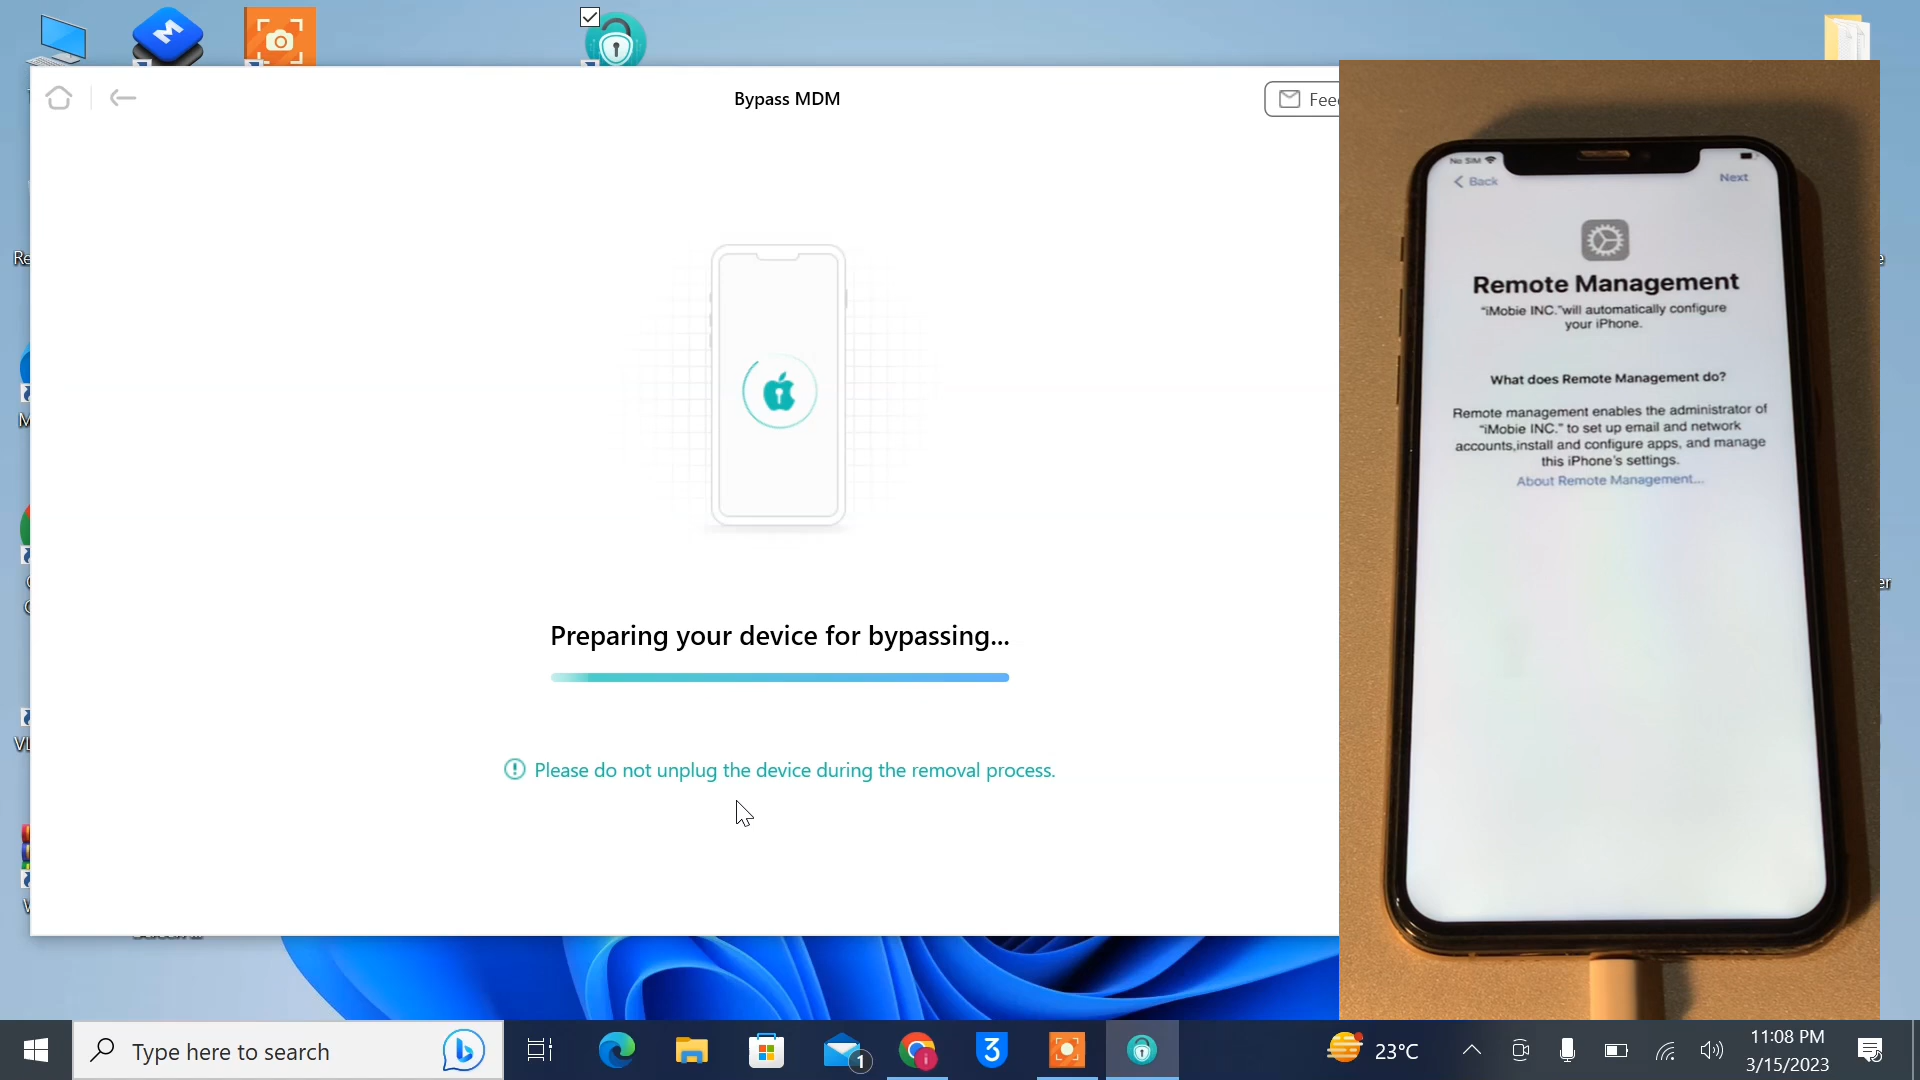 Bypass MDM
Preparing your device for bypassing...
Please do not unplug the device during the removal process.
No SIM
Back
Next
Remote Management
"iMobie INC."will automatically configure
your iPhone.
What does Remote Management do?
Remote management enables the administrator of
"iMobie INC." to set up email and network
accounts,install and configure apps, and manage
this iPhone's settings.
About Remote Management...
Type here to search
1
3
23°C
11:08 PM
3/15/2023